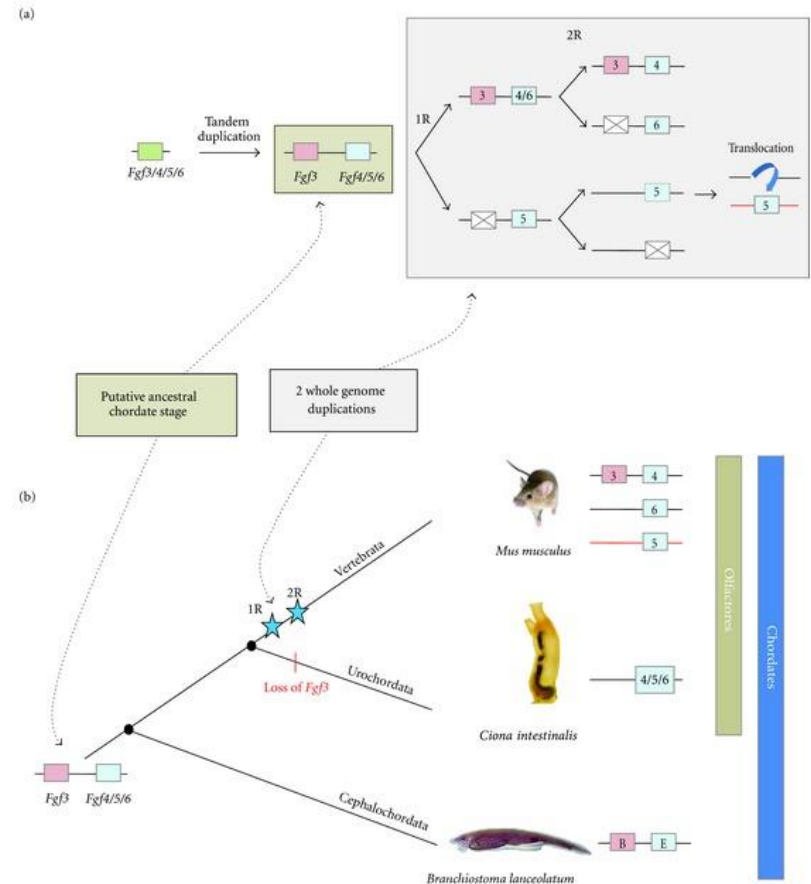 (a)
2R
3 4
1R
3 4/6
6
Tandem
duplication
Fgf3/4/5/6
Fgf3 Fgf4/5/6
Translocation
5
5
5
Putative ancestral
chordate stage
2 whole genome
duplications
(b)
3 4
6
5
Mus musculus
Vertebrata
1R 2R
Loss of Fgf3
Urochordata
4/5/6
Ciona intestinalis
Olfactores
Chordates
Fgf3 Fgf4/5/6
Cephalochordata
B E
Branchiostoma lanceolatum